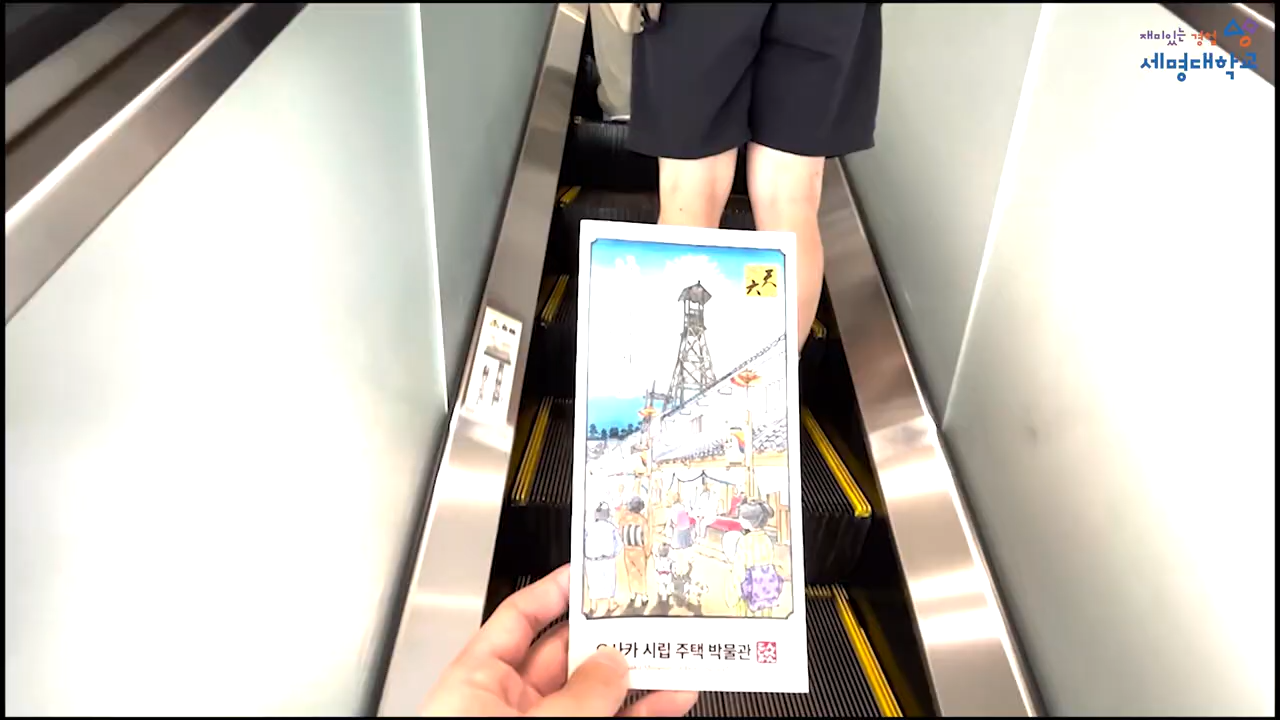 재미있는 경험
세명대학교
天
六
사카 시립 주택 박물관